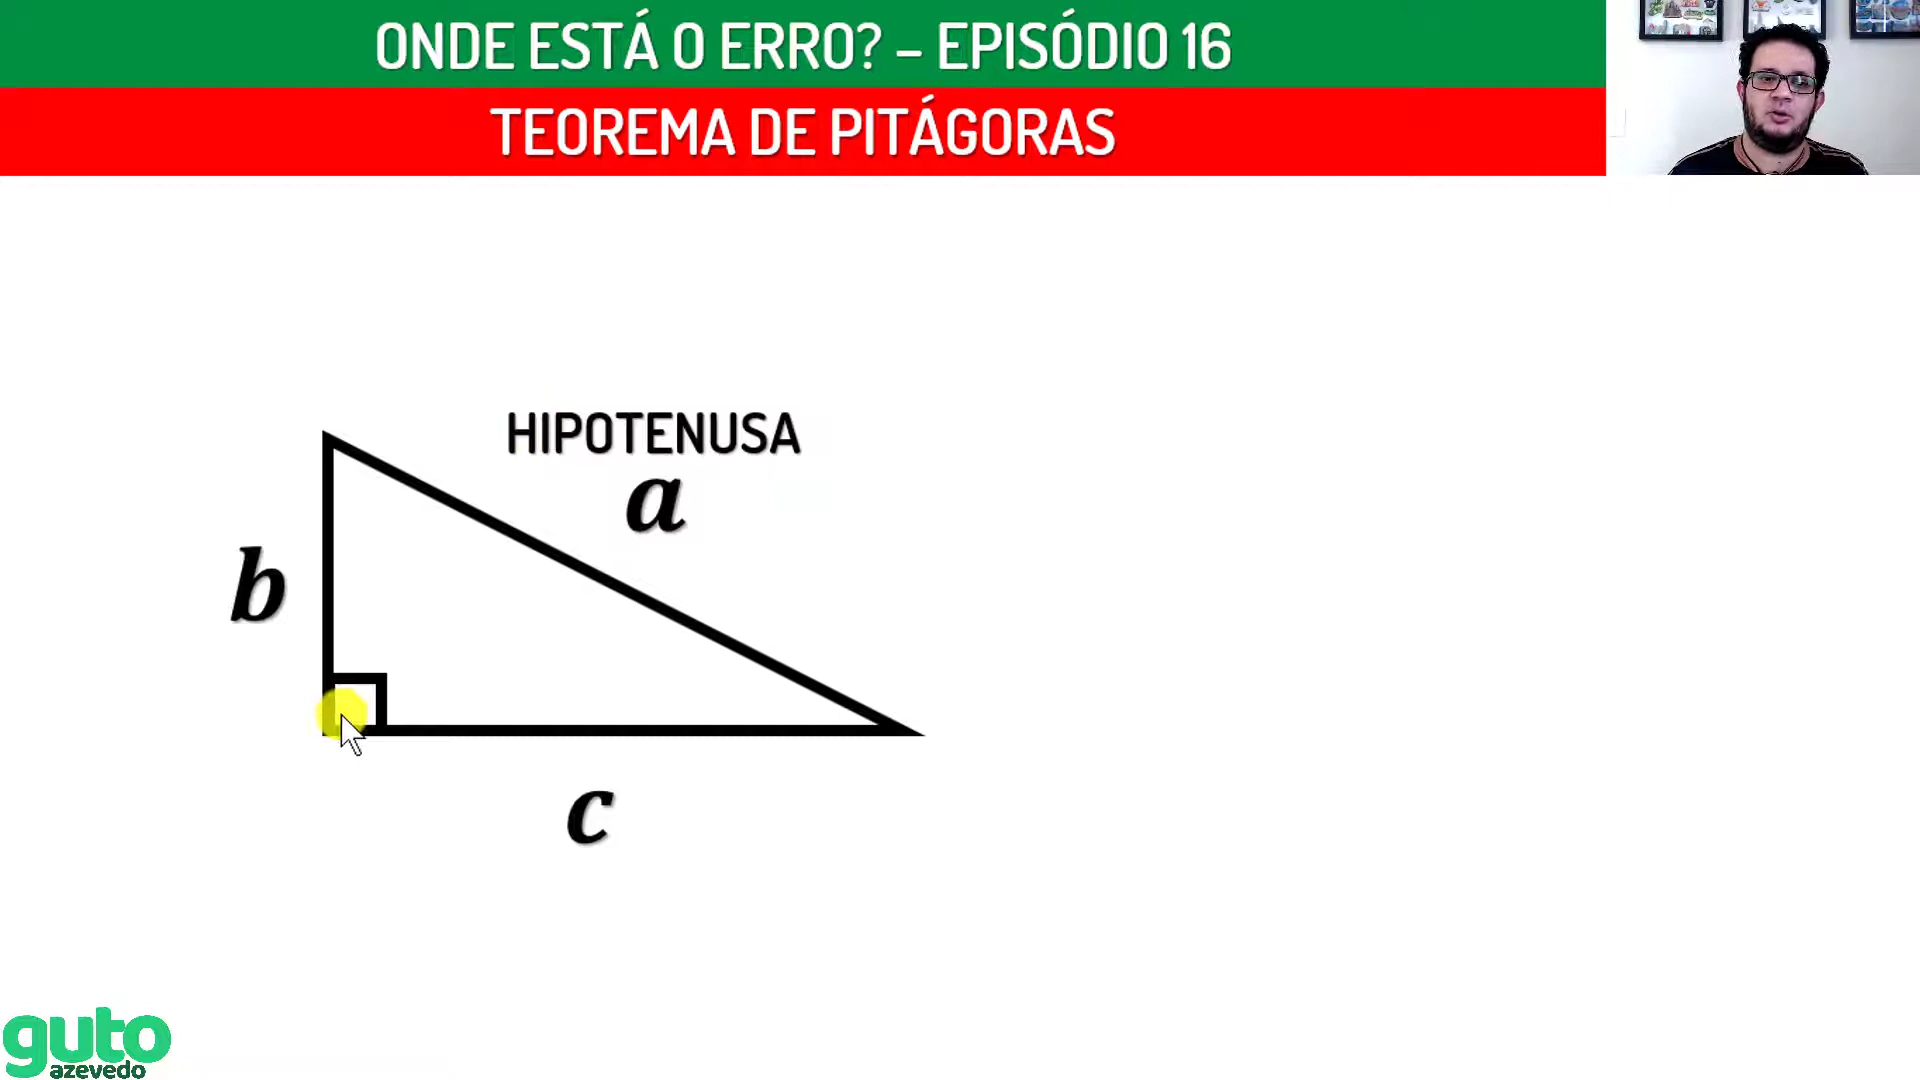 ONDE ESTÁ O ERRO? – EPISÓDIO 16
TEOREMA DE PITÁGORAS
HIPOTENUSA
a
b
c
guto
azevedo